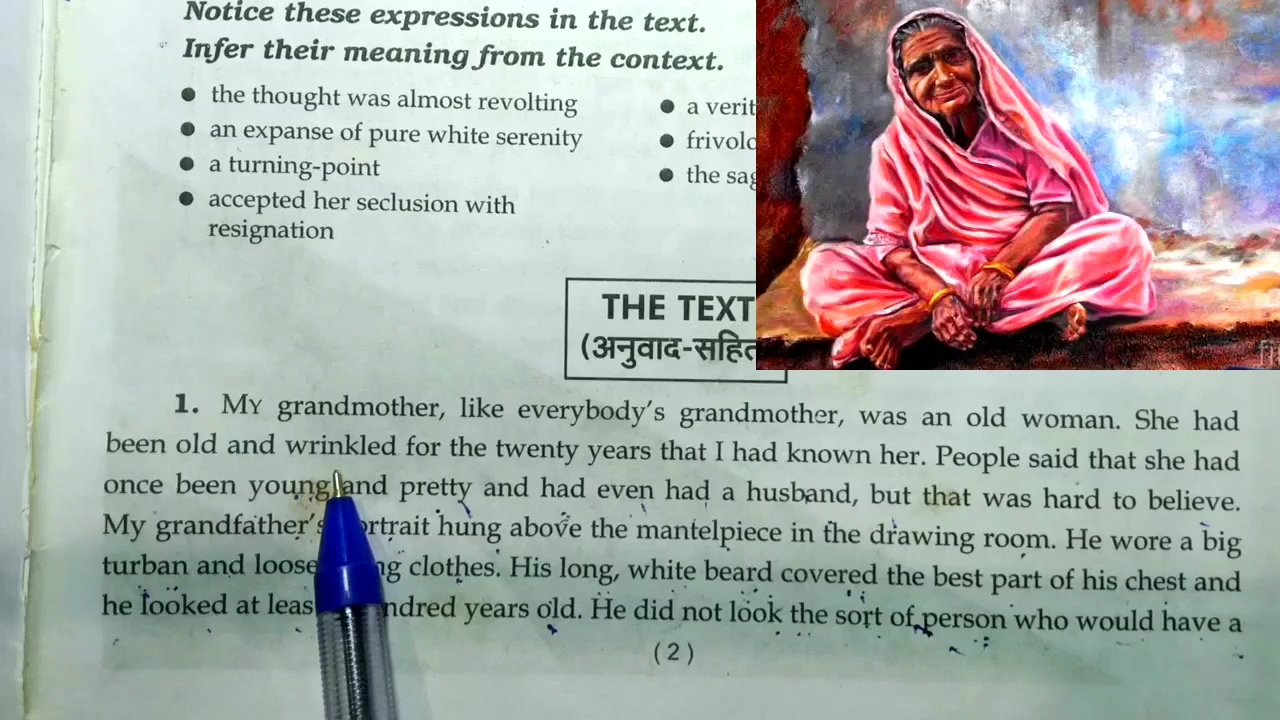 Notice these expressions in the text.
Infer their meaning from the context.
● the thought was almost revolting
● an expanse of pure white serenity
● a turning-point
● accepted her seclusion with
resignation
● a
●
● the
THE TEXT
(अनुवाद-सहित
1. MY grandmother, like everybody's grandmother, was an old woman. She had
been old and wrinkled for the twenty years that I had known her. People said that she had
once been young and pretty and had even had a husband, but that was hard to believe.
My grandfather's hung above the mantelpiece in the drawing room. He wore a big
turban and clothes. His long, white beard covered the best part of his chest and
he looked at years old. He did not look the sort of person who would have a
(2)